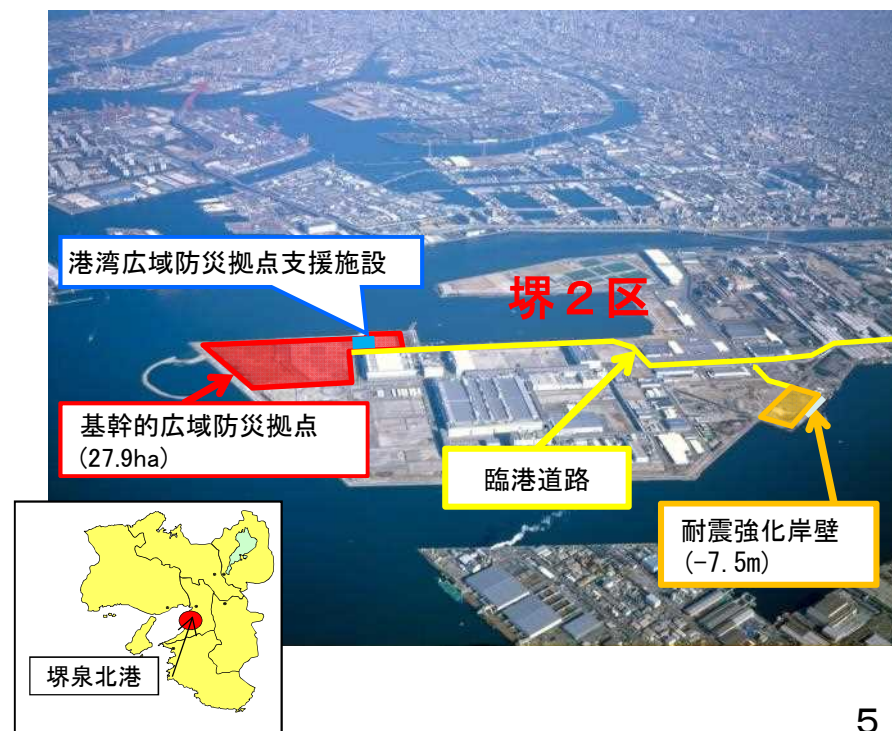 港湾広域防災拠点支援施設
堺２区
基幹的広域防災拠点
(27.9ha)
臨港道路
耐震強化岸壁
(-7.5m)
堺泉北港
5